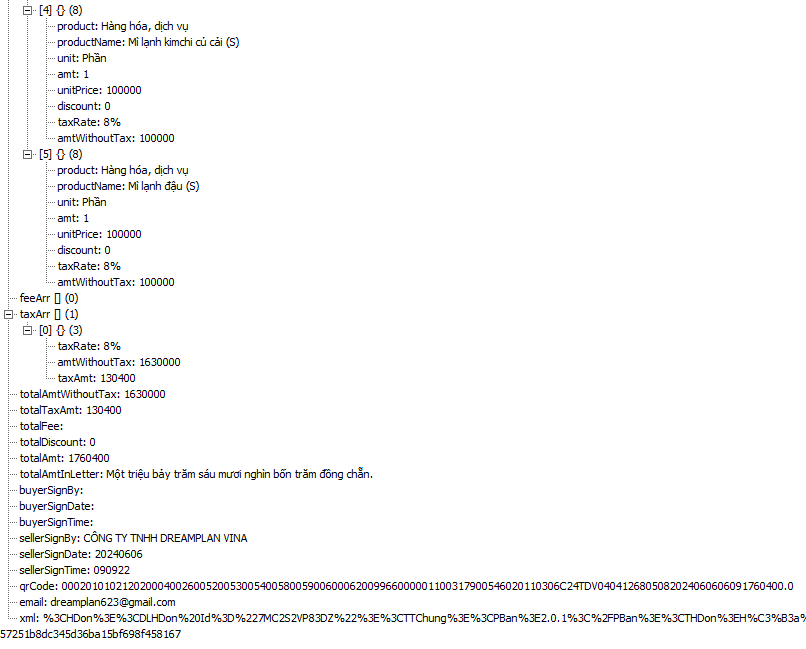 [4] {} (8)
product: Hàng hóa, dịch vụ
productName: Mì lạnh kimchi củ cải (S)
unit: Phần
amt: 1
unitPrice: 100000
discount: 0
taxRate: 8%
amtWithoutTax: 100000
[5] {} (8)
product: Hàng hóa, dịch vụ
productName: Mì lạnh đậu (S)
unit: Phần
amt: 1
unitPrice: 100000
discount: 0
taxRate: 8%
amtWithoutTax: 100000
feeArr [] (0)
taxArr [] (1)
[0] {} (3)
taxRate: 8%
amtWithoutTax: 1630000
taxAmt: 130400
totalAmtWithoutTax: 1630000
totalTaxAmt: 130400
totalFee:
totalDiscount: 0
totalAmt: 1760400
totalAmtInLetter: Một triệu bảy trăm sáu mươi nghìn bốn trăm đồng chẵn.
buyerSignBy:
buyerSignDate:
buyerSignTime:
sellerSignBy: CÔNG TY TNHH DREAMPLAN VINA
sellerSignDate: 20240606
sellerSignTime: 090922
qrCode: 00020101021202000400260052005300540058005900600062009966000001100317900546020110306C24TDV0404126805082024060606091760400.0
email: dreamplan623@gmail.com
xml: %3CHDon%3E%3CDLHDon%20Id%3D%227MC2S2VP83DZ%22%3E%3CTTChung%3E%3CPBan%3E2.0.1%3C%2FPBan%3E%3CTHDon%3EH%C3%B3a%
57251b8dc345d36ba15bf698f458167